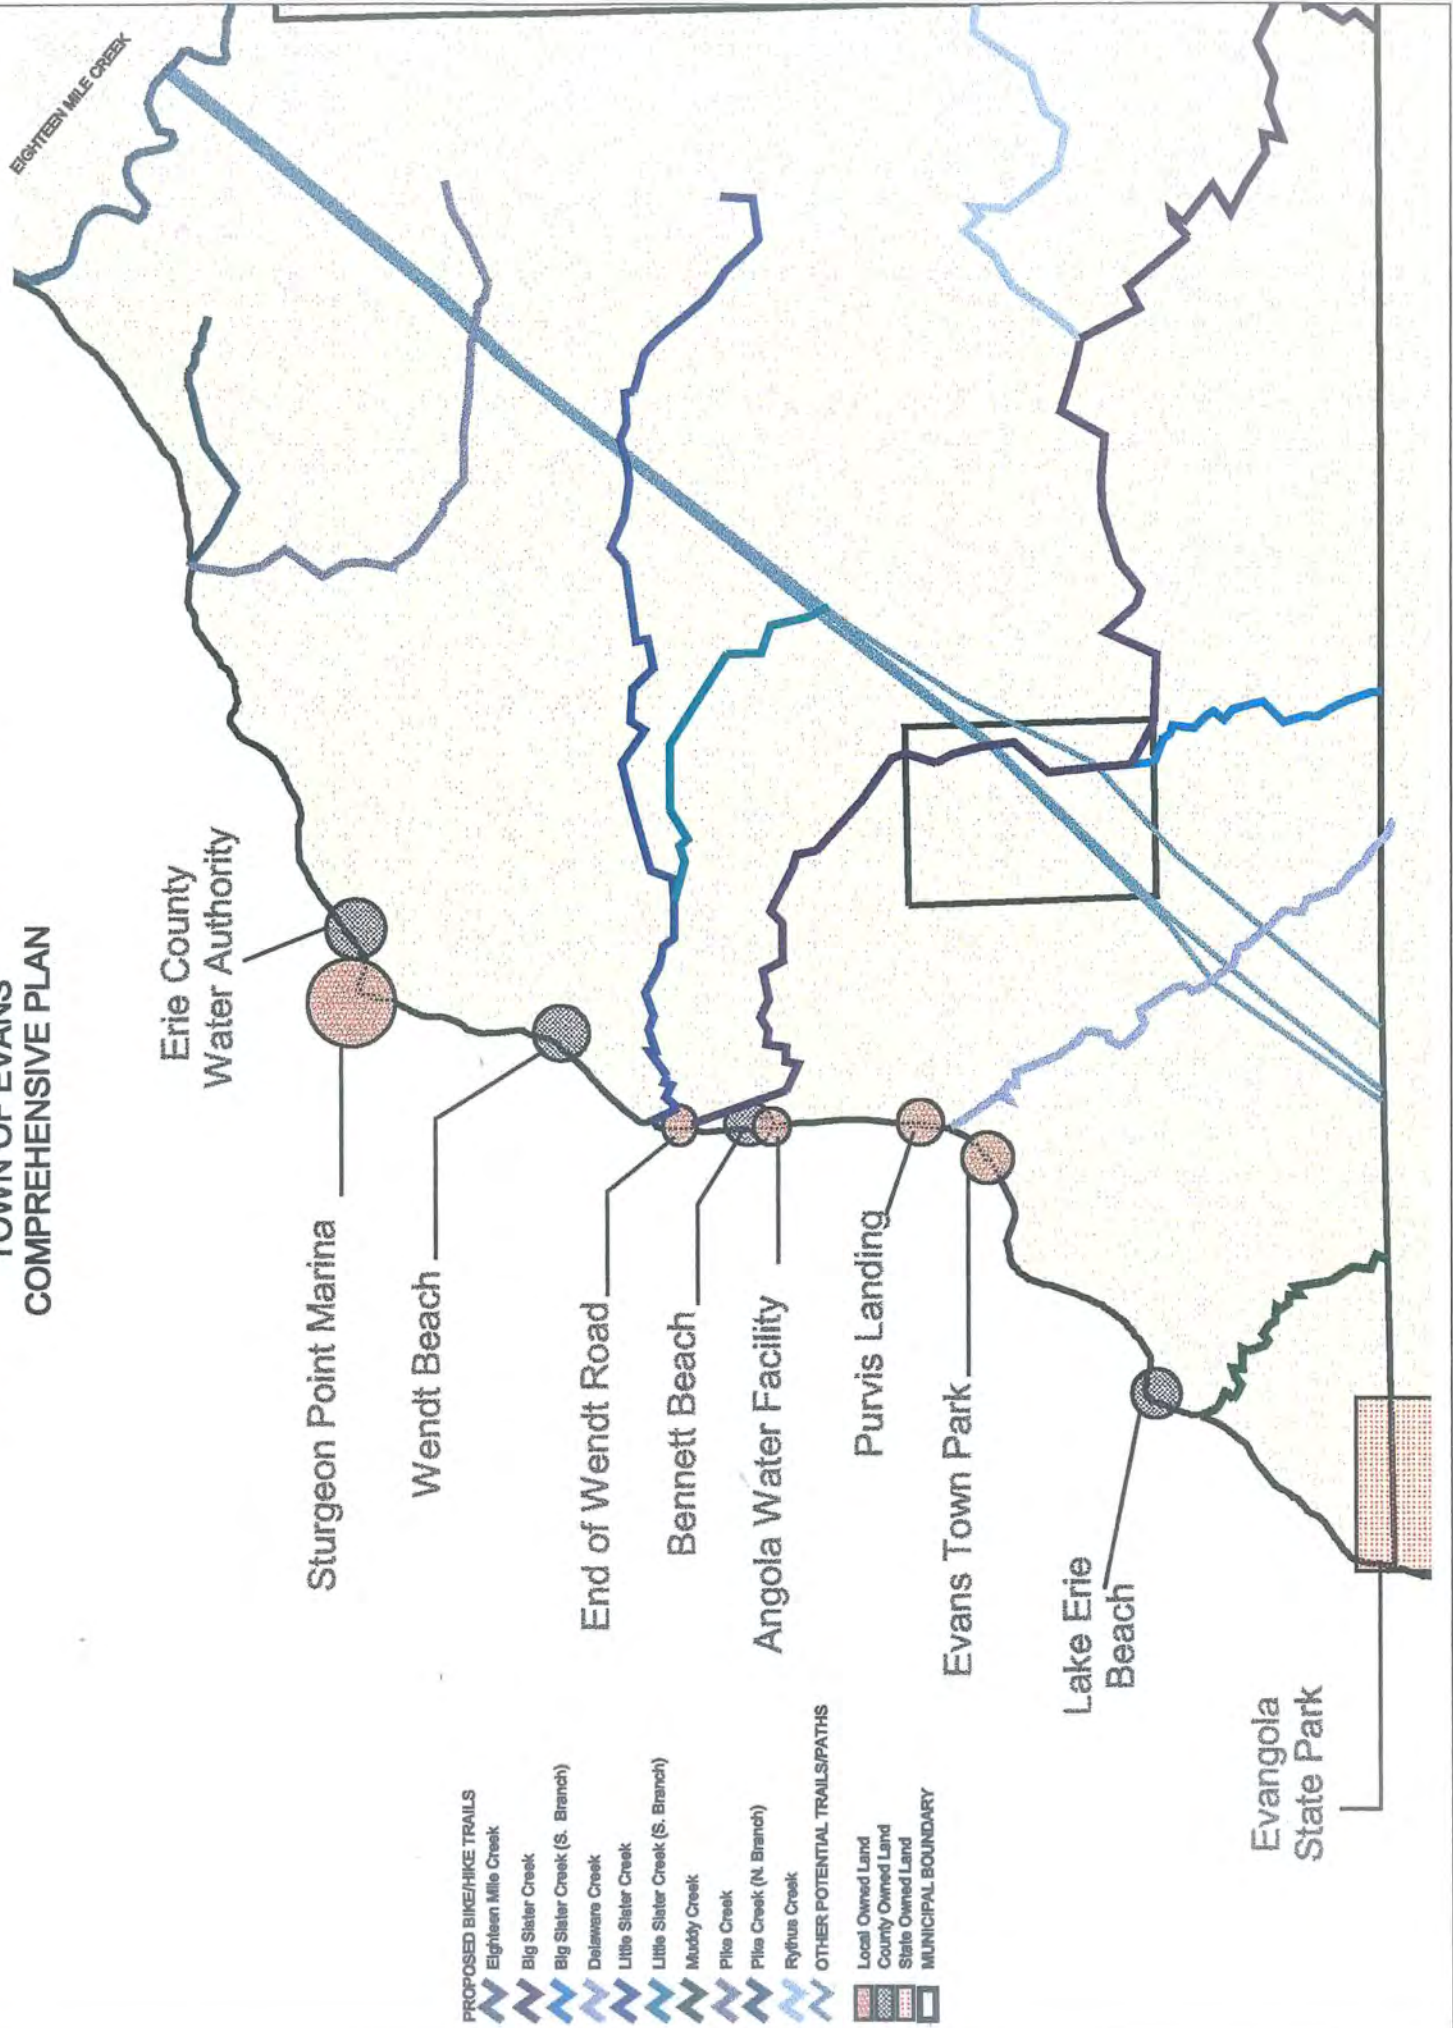 TOWN OF EVANS
COMPREHENSIVE PLAN
EIGHTEEN MILE CREEK
Erie County
Water Authority
Sturgeon Point Marina
Wendt Beach
End of Wendt Road
Bennett Beach
Angola Water Facility
Purvis Landing
Evans Town Park
Lake Erie
Beach
Evangola
State Park
PROPOSED BIKE/HIKE TRAILS
Eighteen Mile Creek
Big Sister Creek
Big Sister Creek (S. Branch)
Delaware Creek
Little Sister Creek
Little Sister Creek (S. Branch)
Muddy Creek
Pike Creek
Pike Creek (N. Branch)
Rythus Creek
OTHER POTENTIAL TRAILS/PATHS
Local Owned Land
County Owned Land
State Owned Land
MUNICIPAL BOUNDARY